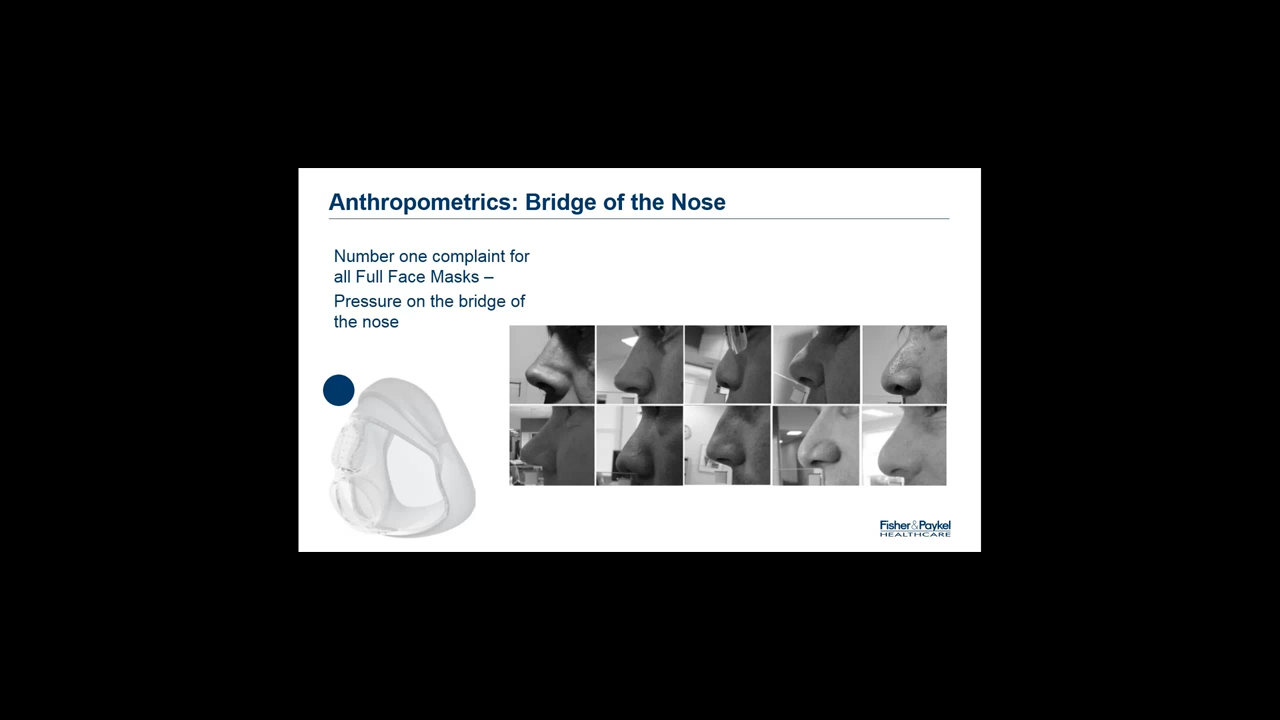 Anthropometrics: Bridge of the Nose
Number one complaint for
all Full Face Masks –
Pressure on the bridge of
the nose
Fisher&Paykel
HEALTHCARE